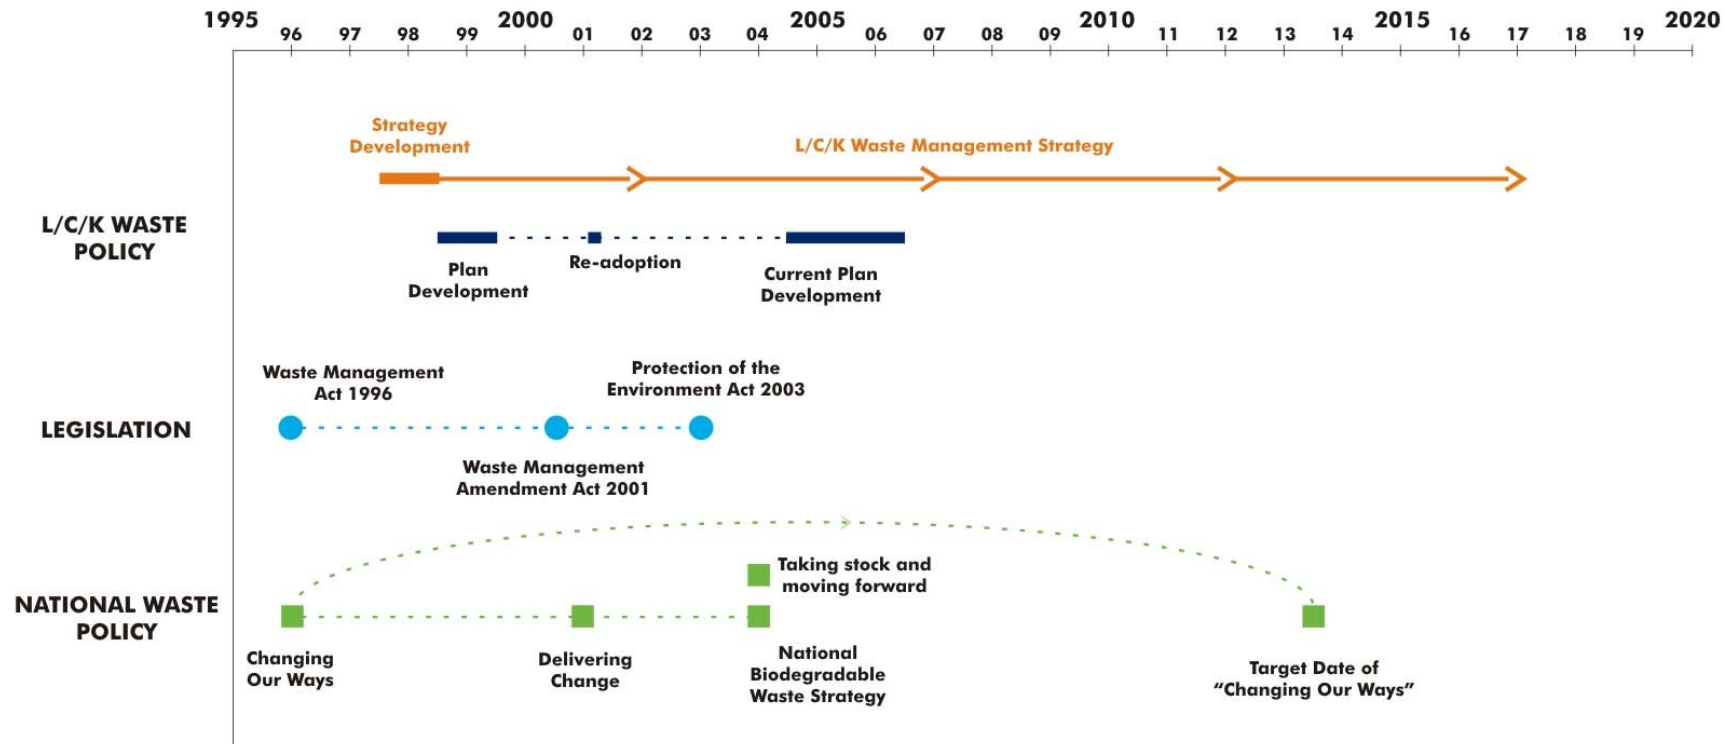 1995 2000 2005 2010 2015 2020
96 97 98 99 01 02 03 04 06 07 08 09 11 12 13 14 16 17 18 19
Strategy
Development
L/C/K Waste Management Strategy
L/C/K WASTE
POLICY
Plan
Development
Re-adoption
Current Plan
Development
Waste Management
Act 1996
Protection of the
Environment Act 2003
LEGISLATION
Waste Management
Amendment Act 2001
Taking stock and
moving forward
NATIONAL WASTE
POLICY
Changing
Our Ways
Delivering
Change
National
Biodegradable
Waste Strategy
Target Date of
“Changing Our Ways”